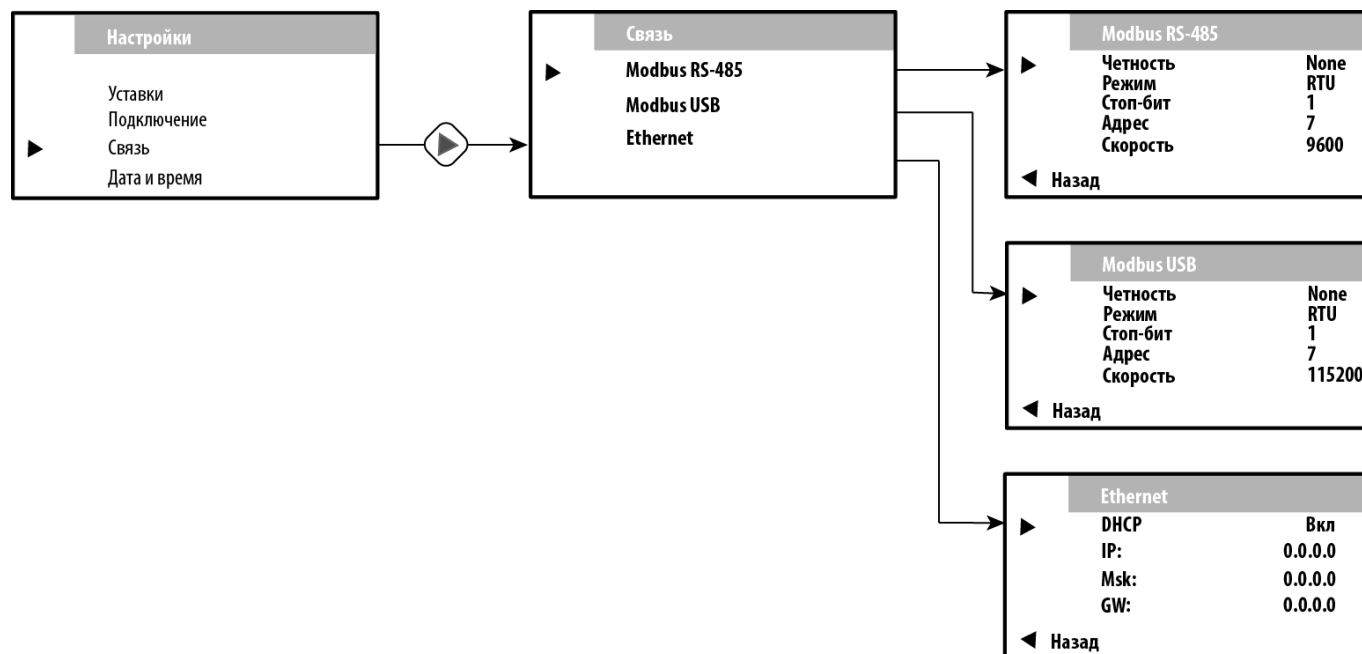 Настройки
Уставки
Подключение
Связь
Дата и время
Связь
Modbus RS-485
Modbus USB
Ethernet
Modbus RS-485
Четность None
Режим RTU
Стоп-бит 1
Адрес 7
Скорость 9600
Назад
Modbus USB
Четность None
Режим RTU
Стоп-бит 1
Адрес 7
Скорость 115200
Назад
Ethernet
DHCP Вкл
IP: 0.0.0.0
Msk: 0.0.0.0
GW: 0.0.0.0
Назад